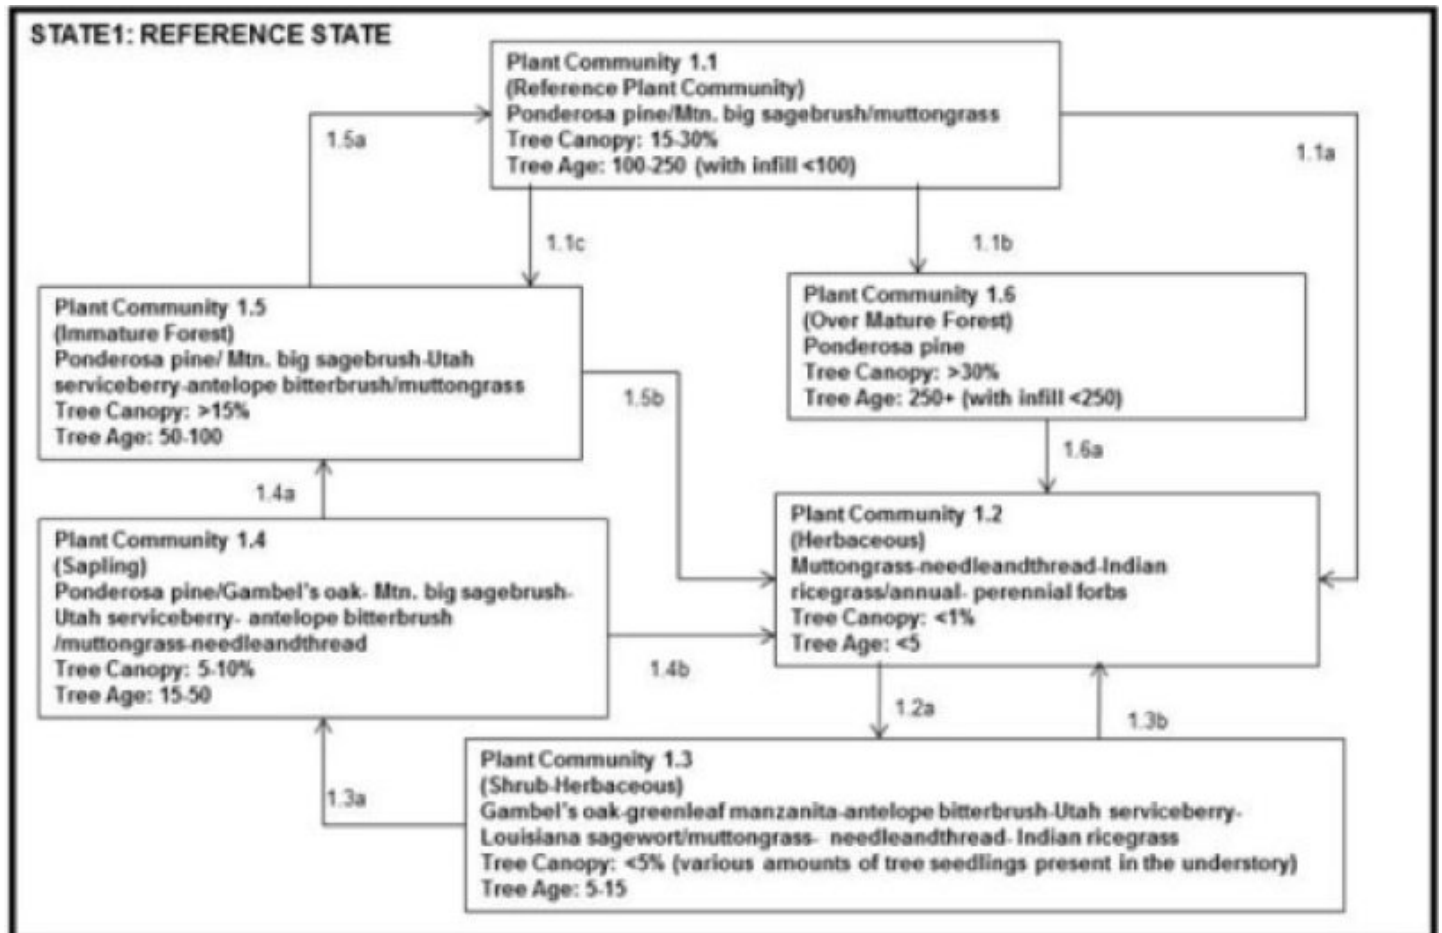 STATE1: REFERENCE STATE
Plant Community 1.1
(Reference Plant Community)
Ponderosa pine/Mtn. big sagebrush/muttongrass
Tree Canopy: 15-30%
Tree Age: 100-250 (with infill <100)
1.5a
1.1a
1.1c
1.1b
Plant Community 1.5
(Immature Forest)
Ponderosa pine/ Mtn. big sagebrush-Utah
serviceberry-antelope bitterbrush/muttongrass
Tree Canopy: >15%
Tree Age: 50-100
Plant Community 1.6
(Over Mature Forest)
Ponderosa pine
Tree Canopy: >30%
Tree Age: 250+ (with infill <250)
1.5b
1.6a
1.4a
Plant Community 1.4
(Sapling)
Ponderosa pine/Gambel's oak- Mtn. big sagebrush-
Utah serviceberry- antelope bitterbrush
/muttongrass-needleandthread
Tree Canopy: 5-10%
Tree Age: 15-50
Plant Community 1.2
(Herbaceous)
Muttongrass-needleandthread-Indian
ricegrass/annual- perennial forbs
Tree Canopy: <1%
Tree Age: <5
1.4b
1.2a
1.3b
1.3a
Plant Community 1.3
(Shrub-Herbaceous)
Gambel's oak-greenleaf manzanita-antelope bitterbrush-Utah serviceberry-
Louisiana sagewort/muttongrass- needleandthread- Indian ricegrass
Tree Canopy: <5% (various amounts of tree seedlings present in the understory)
Tree Age: 5-15